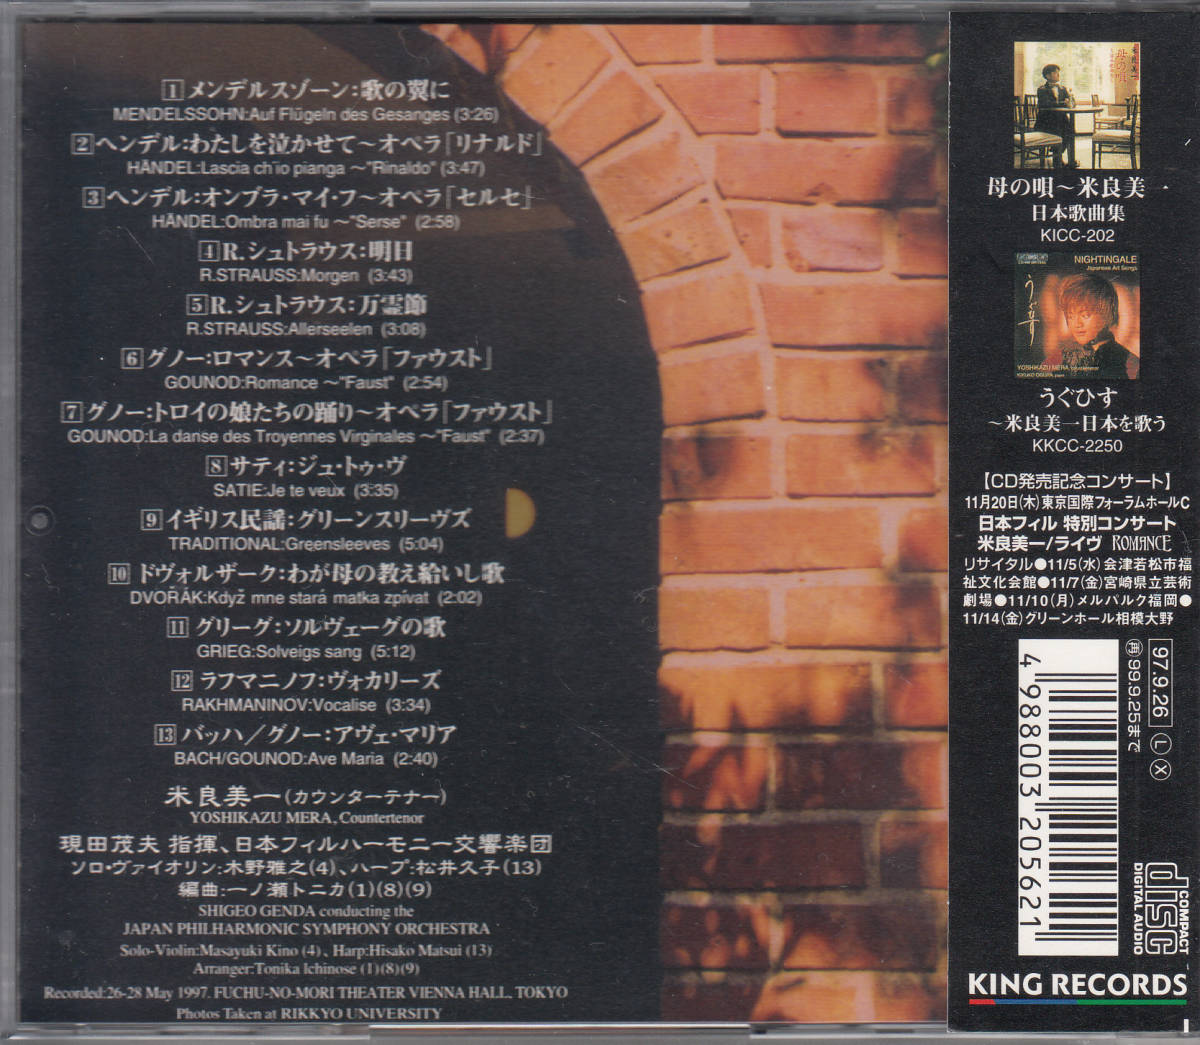 1 メンデルスゾーン:歌の翼に
MENDELSSOHN:Auf Flügeln des Gesanges (3:26)
2 ヘンデル:わたしを泣かせて～オペラ「リナルド」
HÄNDEL:Lascia ch'io pianga ～"Rinaldo" (3:47)
3 ヘンデル:オンブラ・マイ・フ～オペラ「セルセ」
HÄNDEL:Ombra mai fu ～"Serse" (2:58)
4 R.シュトラウス:明日
R.STRAUSS:Morgen (3:43)
5 R.シュトラウス:万霊節
R.STRAUSS:Allerseelen (3:08)
6 グノー:ロマンス～オペラ「ファウスト」
GOUNOD:Romance ～"Faust" (2:54)
7 グノー:トロイの娘たちの踊り～オペラ「ファウスト」
GOUNOD:La danse des Troyennes Virginales ～"Faust" (2:37)
8 サティ:ジュ・トゥ・ヴ
SATIE:Je te veux (3:35)
9 イギリス民謡:グリーンスリーヴズ
TRADITIONAL:Greensleeves (5:04)
10 ドヴォルザーク:わが母の教え給いし歌
DVOŘÁK:Když mne stará matka zpívat (2:02)
11 グリーグ:ソルヴェーグの歌
GRIEG:Solveigs sang (5:12)
12 ラフマニノフ:ヴォカリーズ
RAKHMANINOV:Vocalise (3:34)
13 バッハ／グノー:アヴェ・マリア
BACH/GOUNOD:Ave Maria (2:40)
米良美一(カウンターテナー)
YOSHIKAZU MERA, Countertenor
現田茂夫 指揮、日本フィルハーモニー交響楽団
ソロ・ヴァイオリン:木野雅之(4)、ハープ:松井久子(13)
編曲:一ノ瀬トニカ(1)(8)(9)
SHIGEO GENDA conducting the
JAPAN PHILHARMONIC SYMPHONY ORCHESTRA
Solo-Violin:Masayuki Kino (4)、Harp:Hisako Matsui (13)
Arranger:Tonika Ichinose (1)(8)(9)
Recorded:26-28 May 1997. FUCHU-NO-MORI THEATER VIENNA HALL, TOKYO
Photos Taken at RIKKYO UNIVERSITY
母の唄
母の唄～米良美一
日本歌曲集
KICC-202
NIGHTINGALE
Japanese Art Songs
うぐひす
YOSHIKAZU MERA, countertenor
KIKUKO OGURA, piano
うぐひす
～米良美一日本を歌う
KKCC-2250
【CD発売記念コンサート】
11月20日(木)東京国際フォーラムホールC
日本フィル 特別コンサート
米良美一/ライヴ ROMANCE
リサイタル●11/5(水)会津若松市福
祉文化会館●11/7(金)宮崎県立芸術
劇場●11/10(月)メルパルク福岡●
11/14(金)グリーンホール相模大野
97.9.26 L X
再99.9.25まで
4 988003 205621
COMPACT
disc
DIGITAL AUDIO
KING RECORDS